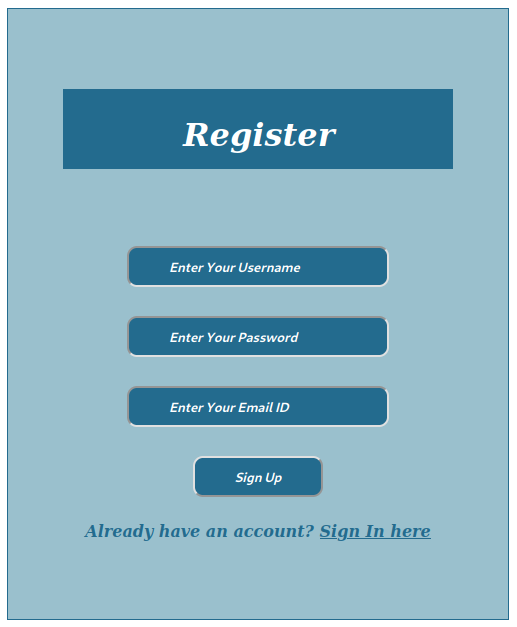 Register
Enter Your Username
Enter Your Password
Enter Your Email ID
Sign Up
Already have an account? Sign In here